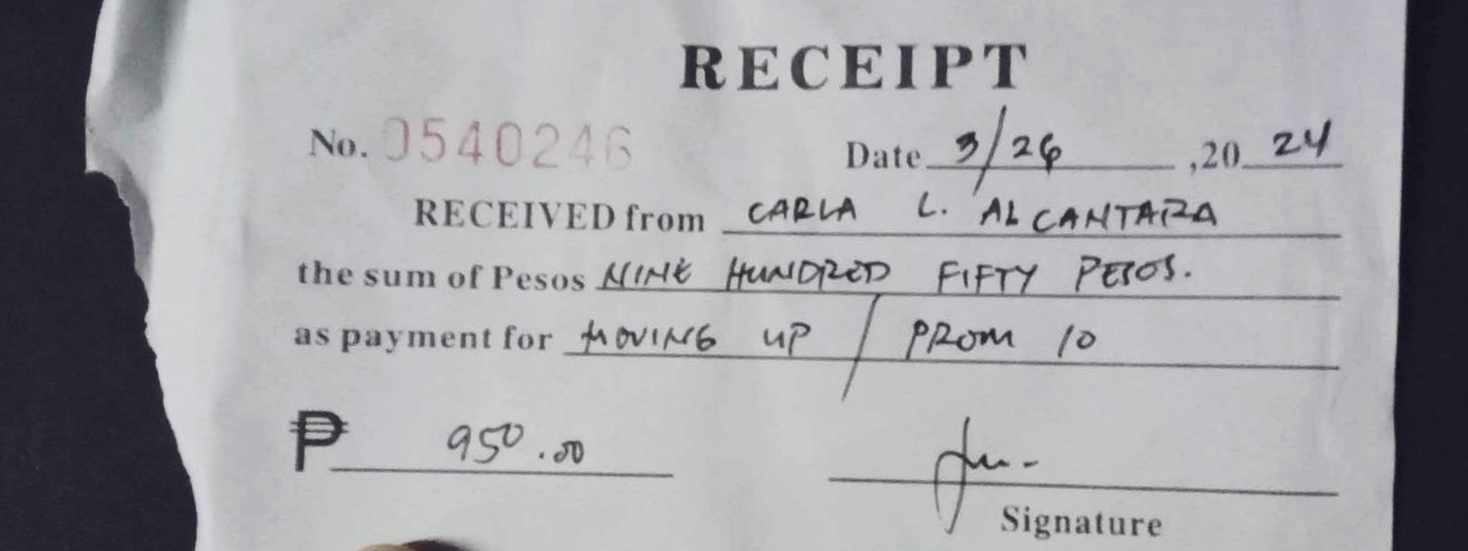 RECEIPT
No. 0540246 Date 3/26, 20 24
RECEIVED from CARLA L. ALCANTARA
the sum of Pesos NINE HUNDRED FIFTY PESOS.
as payment for MOVING UP / PROM 10
₱ 950.00
Signature